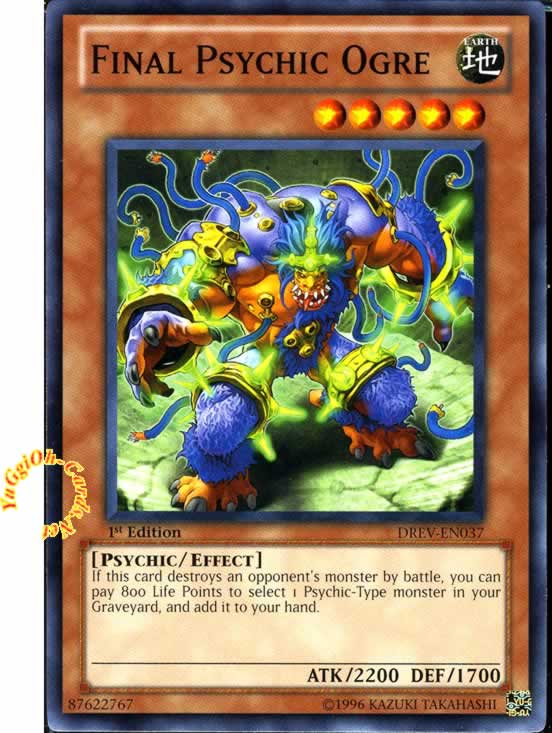 FINAL PSYCHIC OGRE
EARTH
地
YuGgiOh-Cards.Net
1st Edition
DREV-EN037
[PSYCHIC/EFFECT]
If this card destroys an opponent's monster by battle, you can
pay 800 Life Points to select 1 Psychic-Type monster in your
Graveyard, and add it to your hand.
ATK/2200 DEF/1700
87622767
©1996 KAZUKI TAKAHASHI